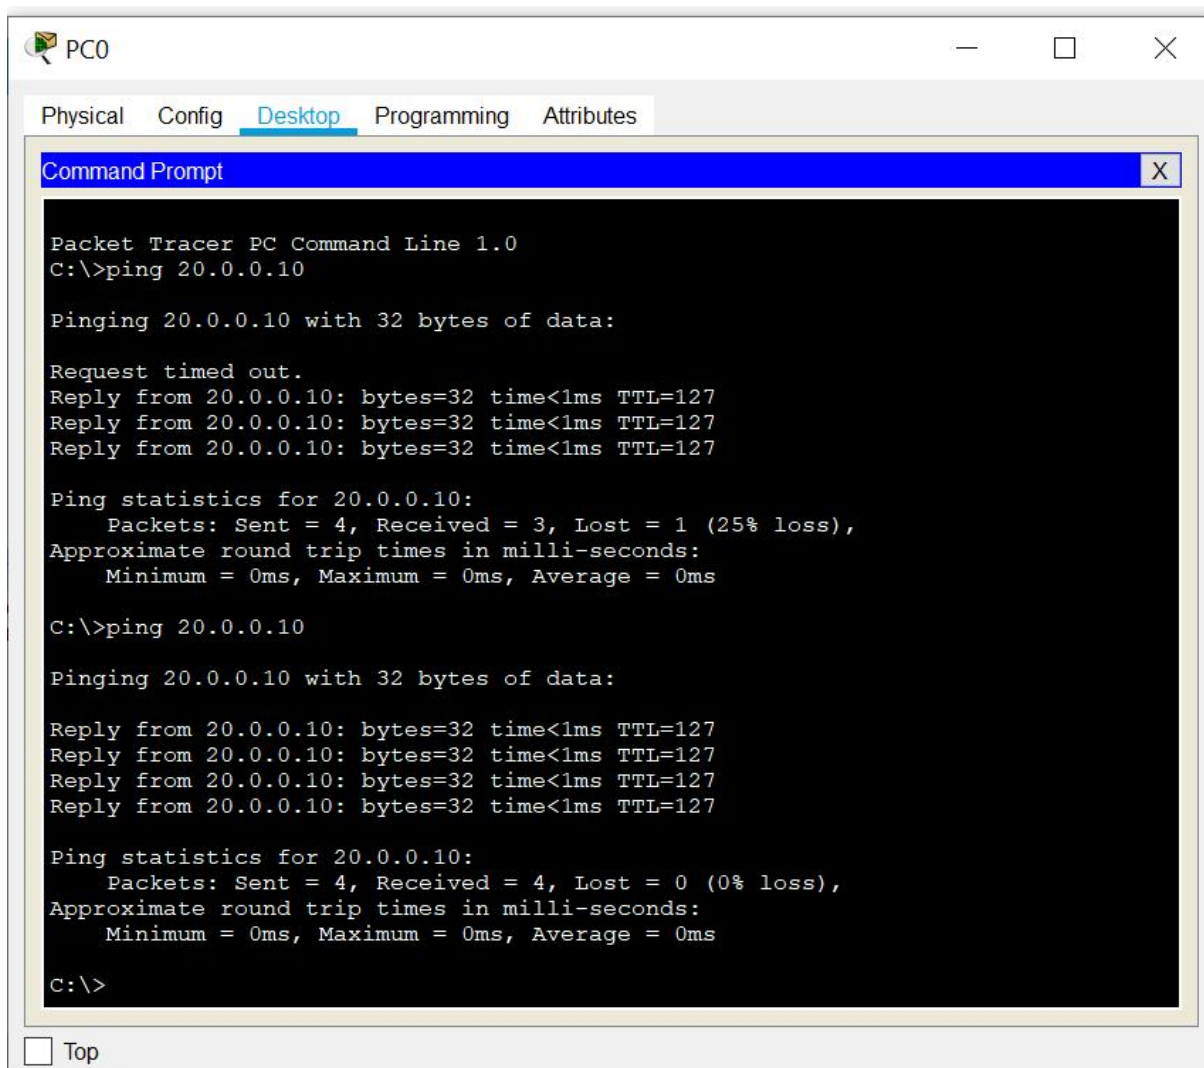 PC0
Physical Config Desktop Programming Attributes
Command Prompt X
Packet Tracer PC Command Line 1.0
C:\>ping 20.0.0.10
Pinging 20.0.0.10 with 32 bytes of data:
Request timed out.
Reply from 20.0.0.10: bytes=32 time<1ms TTL=127
Reply from 20.0.0.10: bytes=32 time<1ms TTL=127
Reply from 20.0.0.10: bytes=32 time<1ms TTL=127
Ping statistics for 20.0.0.10:
    Packets: Sent = 4, Received = 3, Lost = 1 (25% loss),
Approximate round trip times in milli-seconds:
    Minimum = 0ms, Maximum = 0ms, Average = 0ms
C:\>ping 20.0.0.10
Pinging 20.0.0.10 with 32 bytes of data:
Reply from 20.0.0.10: bytes=32 time<1ms TTL=127
Reply from 20.0.0.10: bytes=32 time<1ms TTL=127
Reply from 20.0.0.10: bytes=32 time<1ms TTL=127
Reply from 20.0.0.10: bytes=32 time<1ms TTL=127
Ping statistics for 20.0.0.10:
    Packets: Sent = 4, Received = 4, Lost = 0 (0% loss),
Approximate round trip times in milli-seconds:
    Minimum = 0ms, Maximum = 0ms, Average = 0ms
C:\>
Top